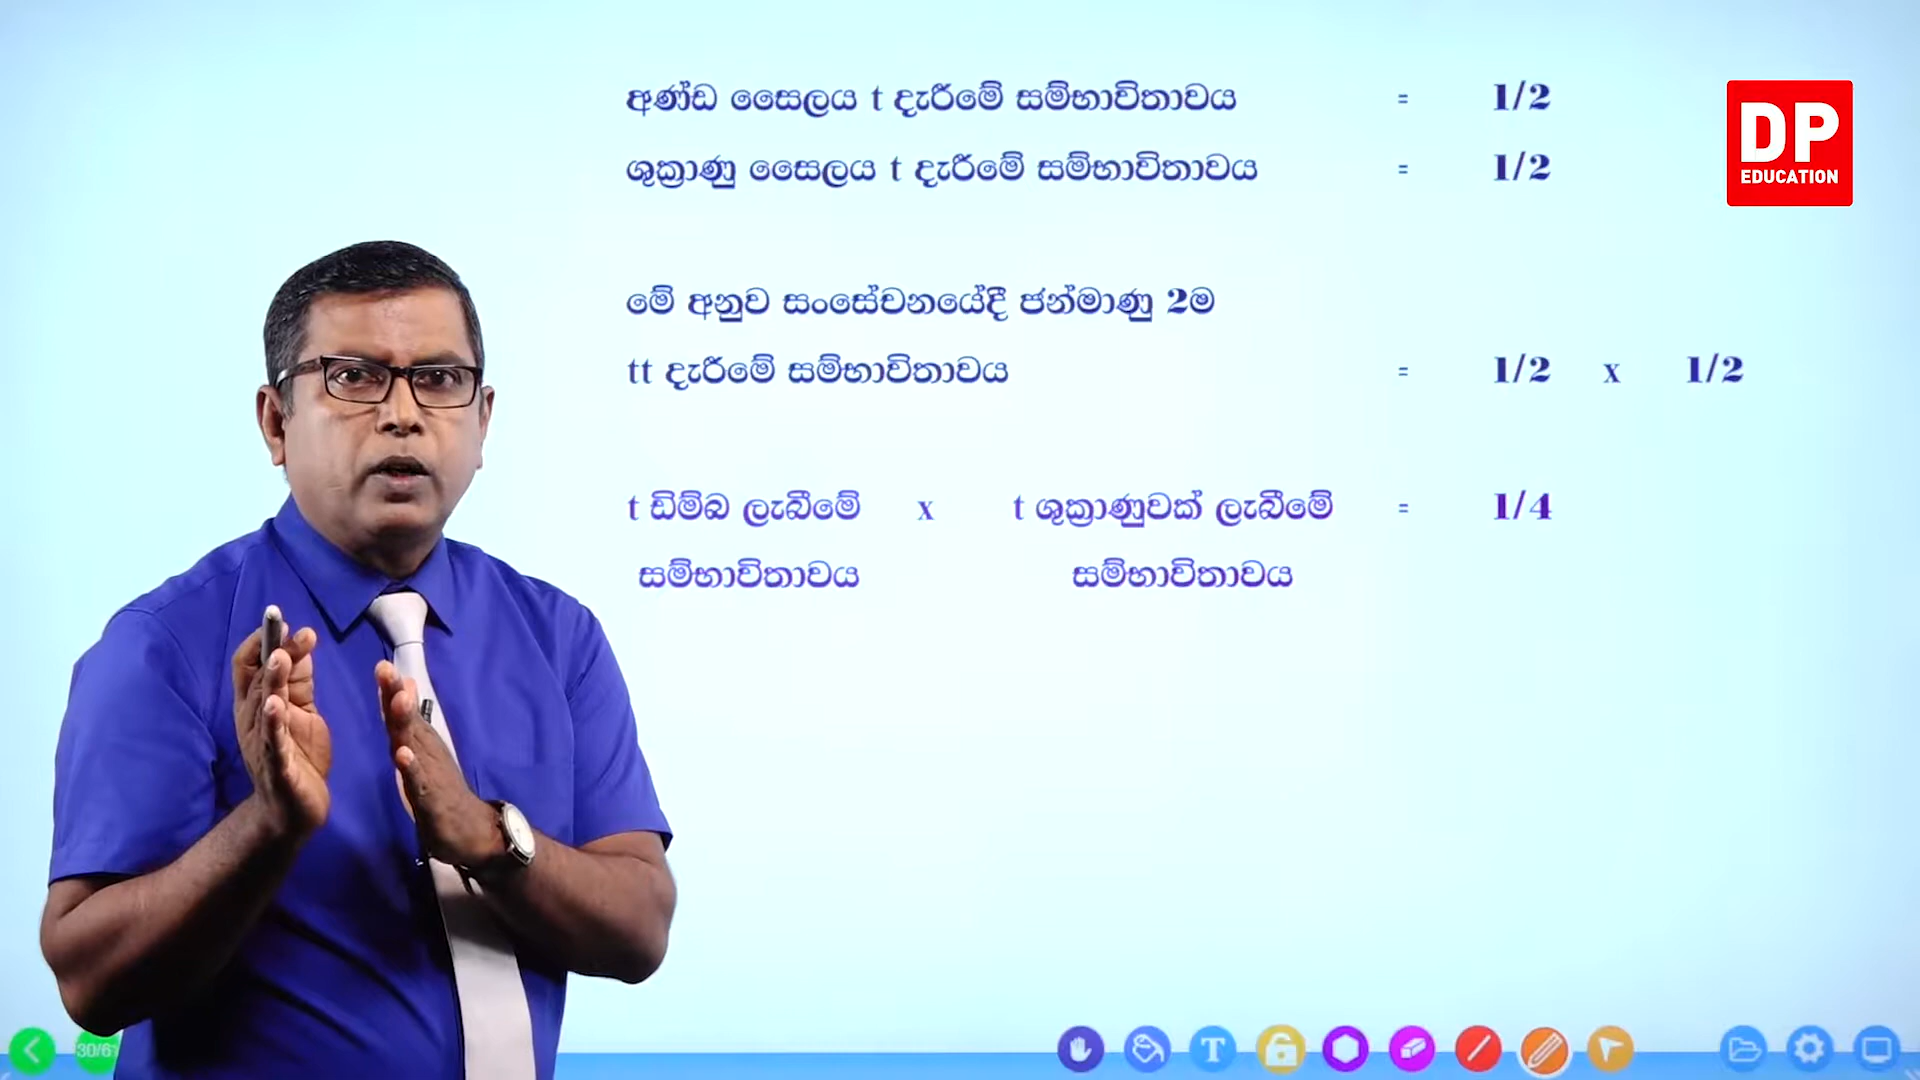 අණ්ඩ සෛලය t දැරීමේ සම්භාවිතාවය = 1/2
DP
EDUCATION
ශුක්‍රාණු සෛලය t දැරීමේ සම්භාවිතාවය = 1/2
මේ අනුව සංසේචනයේදී ජන්මාණු 2ම
tt දැරීමේ සම්භාවිතාවය = 1/2 x 1/2
t ඩිම්බ ලැබීමේ x t ශුක්‍රාණුවක් ලැබීමේ = 1/4
සම්භාවිතාවය සම්භාවිතාවය
T